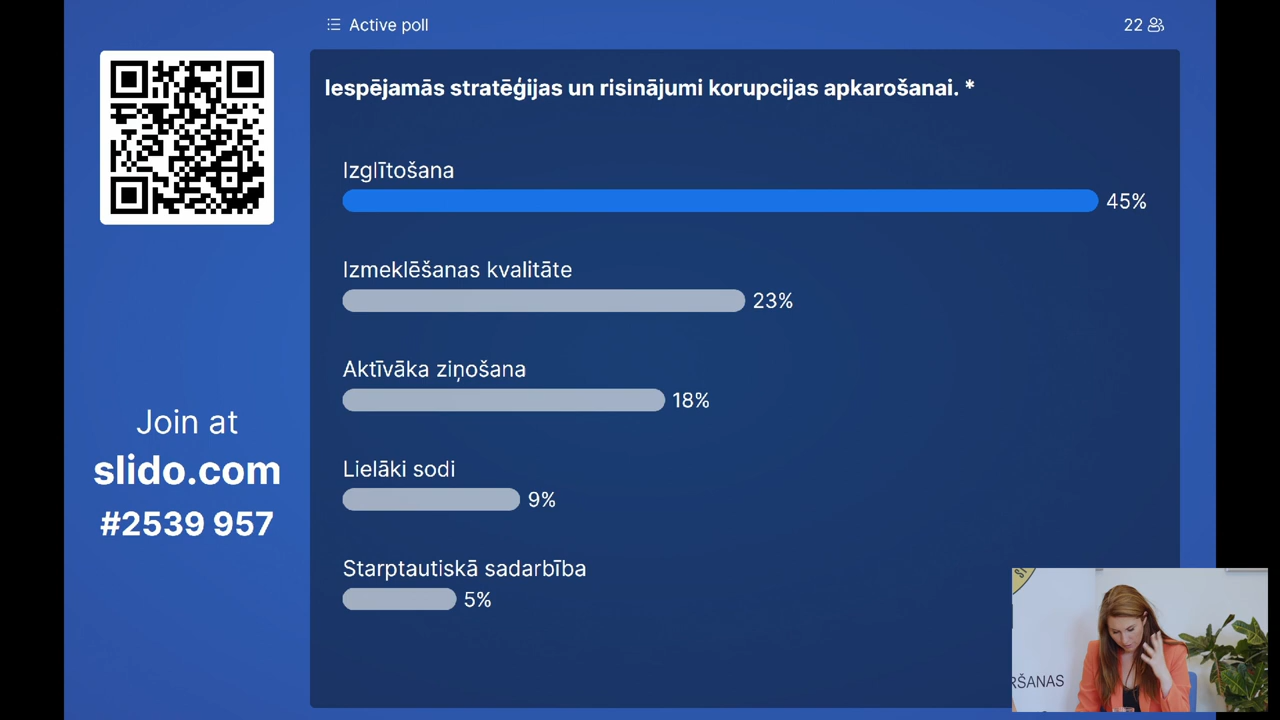 Active poll
22
Iespējamās stratēģijas un risinājumi korupcijas apkarošanai. *
Izglītošana
45%
Izmeklēšanas kvalitāte
23%
Aktīvāka ziņošana
18%
Lielāki sodi
9%
Starptautiskā sadarbība
5%
Join at
slido.com
#2539 957
RŠANAS